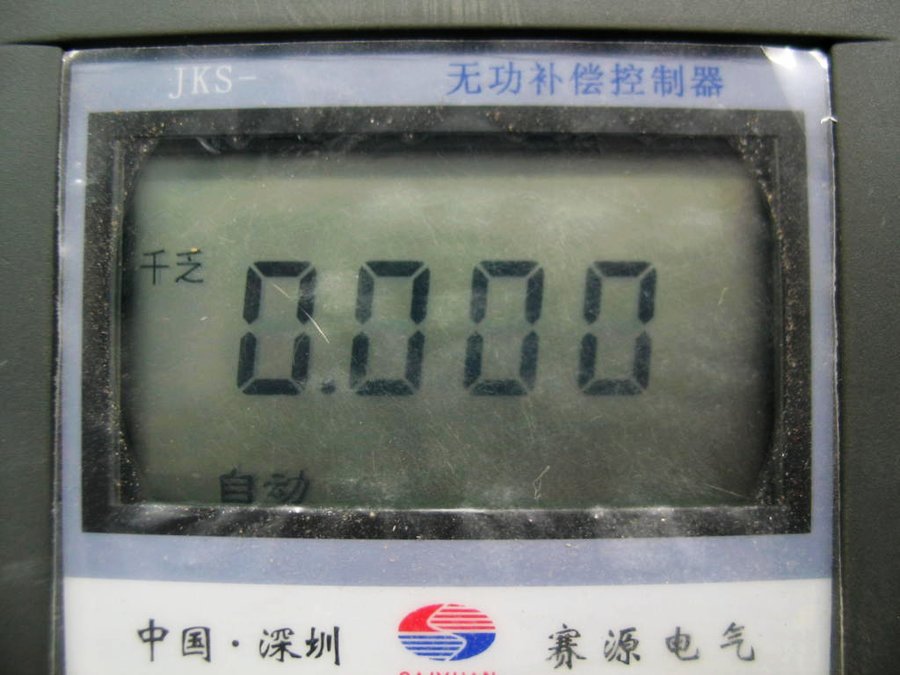 JKS- 无功补偿控制器
千乏
0.000
自动
中国·深圳 赛源电气
SAIYUAN